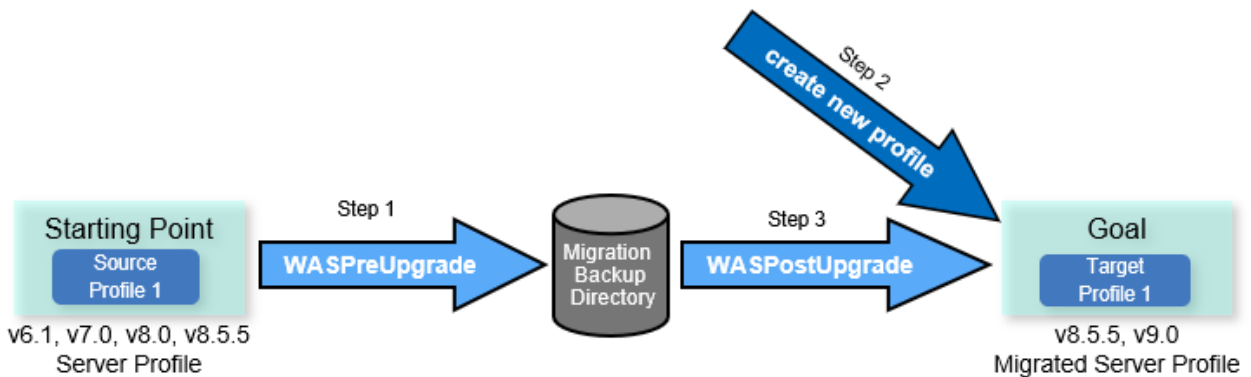 Step 2
create new profile
Starting Point
Source
Profile 1
v6.1, v7.0, v8.0, v8.5.5
Server Profile
Step 1
WASPreUpgrade
Migration
Backup
Directory
Step 3
WASPostUpgrade
Goal
Target
Profile 1
v8.5.5, v9.0
Migrated Server Profile